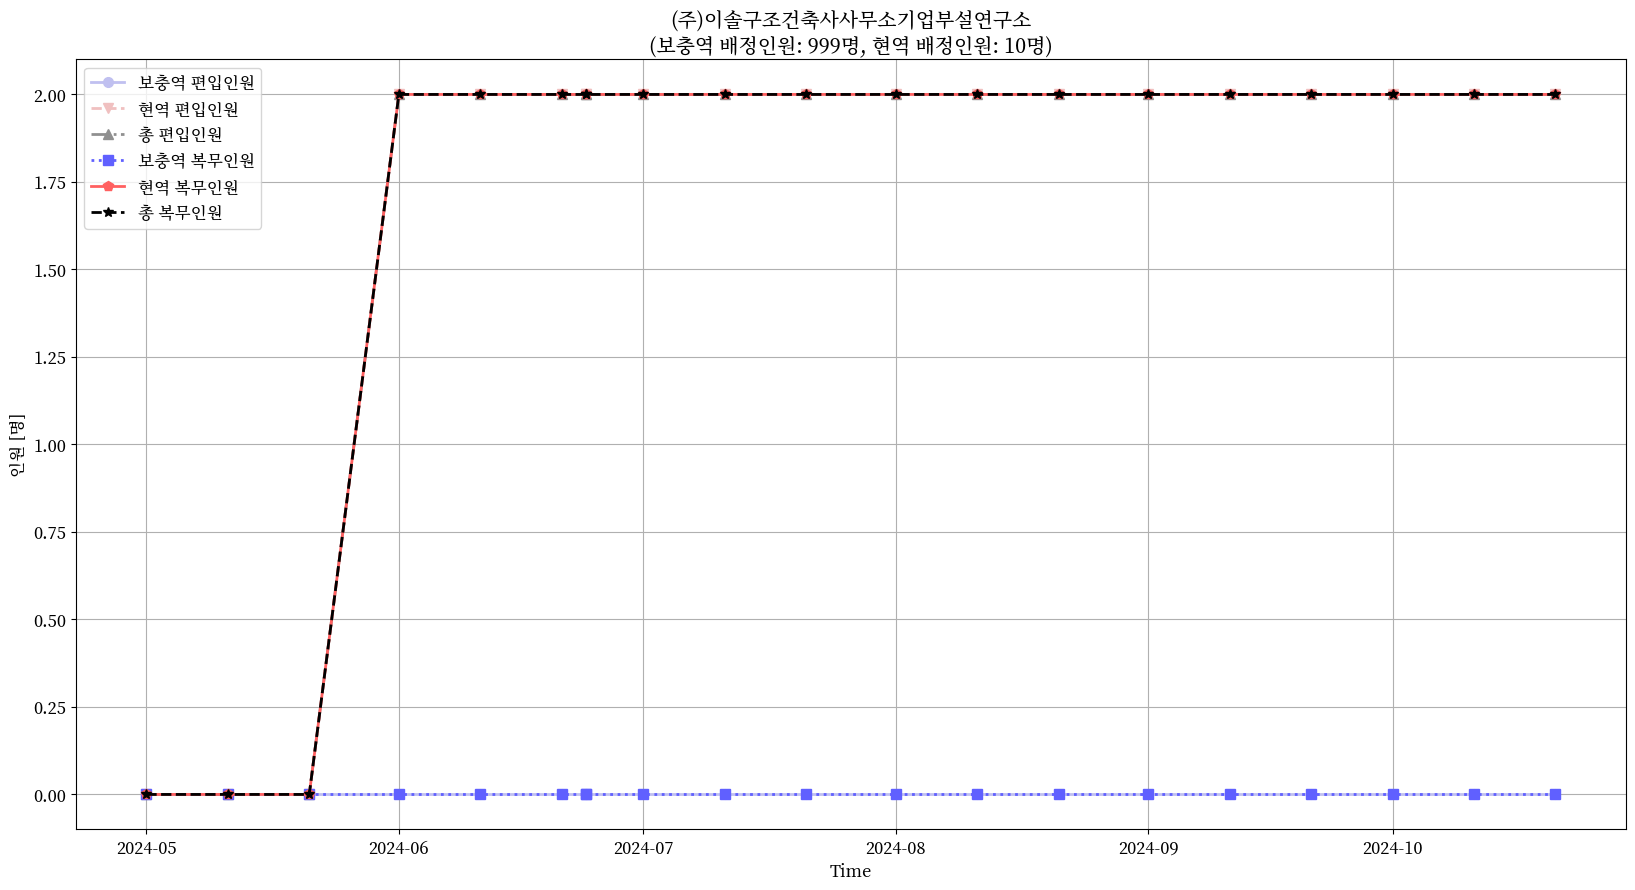 (주)이솔구조건축사사무소기업부설연구소
(보충역 배정인원: 999명, 현역 배정인원: 10명)
보충역 편입인원
현역 편입인원
총 편입인원
보충역 복무인원
현역 복무인원
총 복무인원
2.00
1.75
1.50
1.25
1.00
0.75
0.50
0.25
0.00
인원 [명]
2024-05 2024-06 2024-07 2024-08 2024-09 2024-10
Time